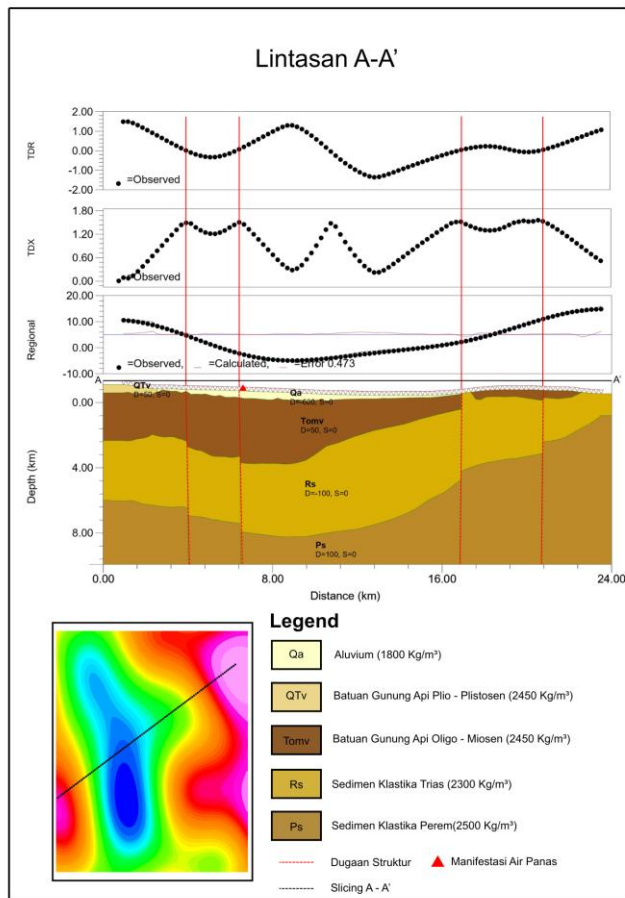 Lintasan A-A'
2.00
1.00
0.00
-1.00
-2.00
TDR
=Observed
1.80
1.20
0.60
0.00
TDX
Observed
20.00
10.00
0.00
-10.00
Regional
=Observed, =Calculated, =Error 0.473
A
A'
QTv
D=50, S=0
Qa
D=-600, S=0
Tomv
D=50, S=0
Rs
D=-100, S=0
Ps
D=100, S=0
0.00
4.00
8.00
Depth (km)
0.00 8.00 16.00 24.00
Distance (km)
Legend
Qa Aluvium (1800 Kg/m³)
QTv Batuan Gunung Api Plio - Plistosen (2450 Kg/m³)
Tomv Batuan Gunung Api Oligo - Miosen (2450 Kg/m³)
Rs Sedimen Klastika Trias (2300 Kg/m³)
Ps Sedimen Klastika Perem(2500 Kg/m³)
Dugaan Struktur Manifestasi Air Panas
Slicing A - A'